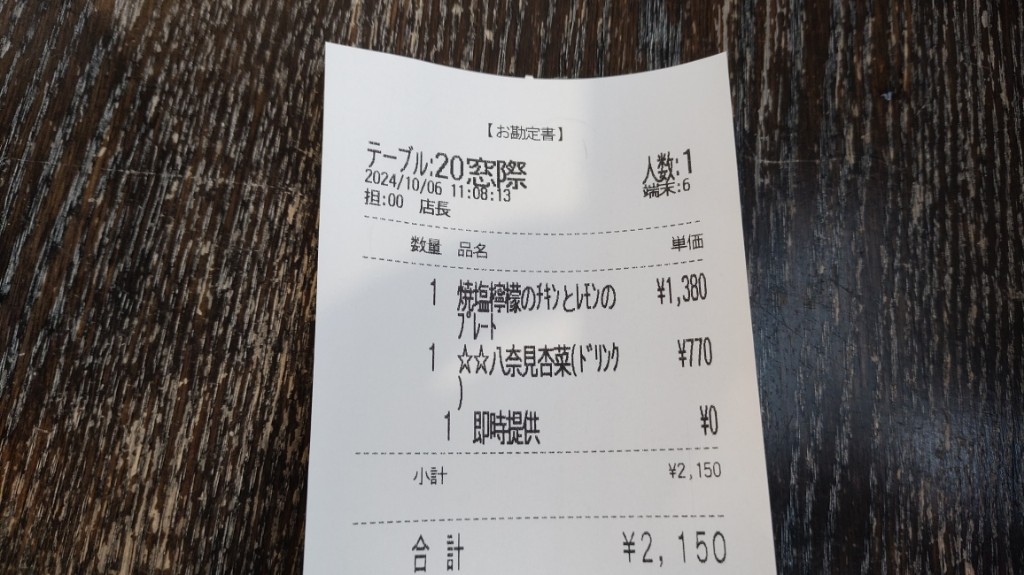 【お勘定書】
テーブル:20窓際 人数:1
2024/10/06 11:08:13 端末:6
担:00 店長
数量 品名 単価
1 焼塩檸檬のﾁｷﾝとﾚﾓﾝの ¥1,380
ﾌﾟﾚｰﾄ
1 ☆☆八奈見杏菜(ﾄﾞﾘﾝｸ ¥770
)
1 即時提供 ¥0
小計 ¥2,150
合計 ¥2,150